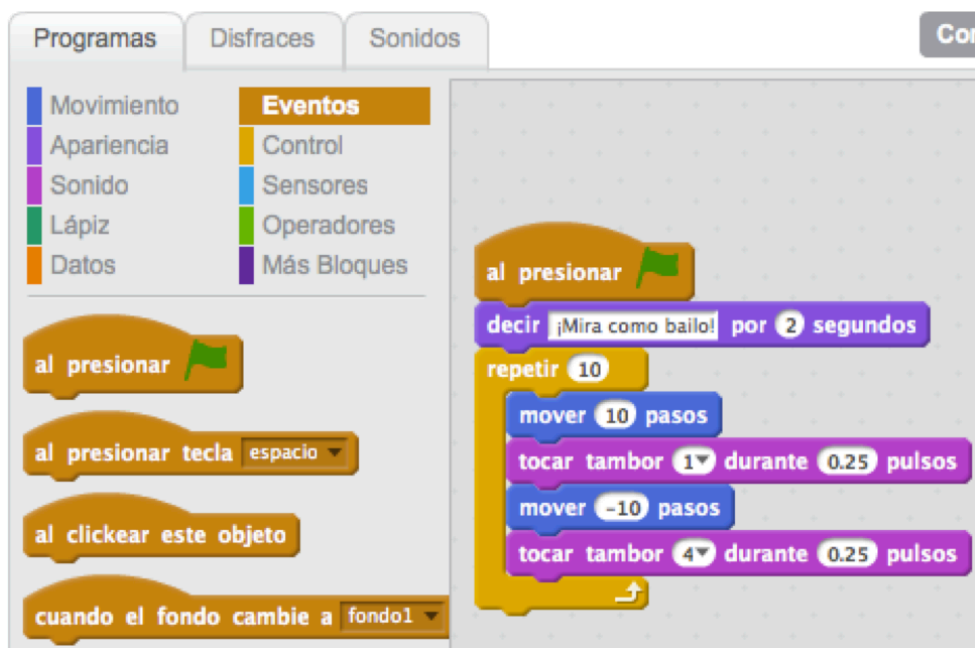 Programas Disfraces Sonidos
Movimiento Eventos
Apariencia Control
Sonido Sensores
Lápiz Operadores
Datos Más Bloques
al presionar
al presionar tecla espacio
al clickear este objeto
cuando el fondo cambie a fondo1
al presionar
decir ¡Mira como bailo! por 2 segundos
repetir 10
mover 10 pasos
tocar tambor 1 durante 0.25 pulsos
mover -10 pasos
tocar tambor 4 durante 0.25 pulsos